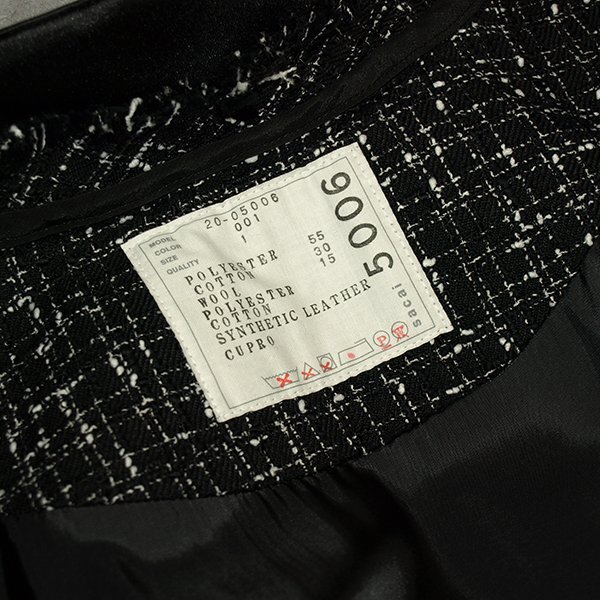 MODEL 20-05006
COLOR 001
SIZE 1
QUALITY
POLYESTER 55
COTTON 30
WOOL 15
POLYESTER
COTTON
SYNTHETIC LEATHER
CUPRO
5006
sacai
P W